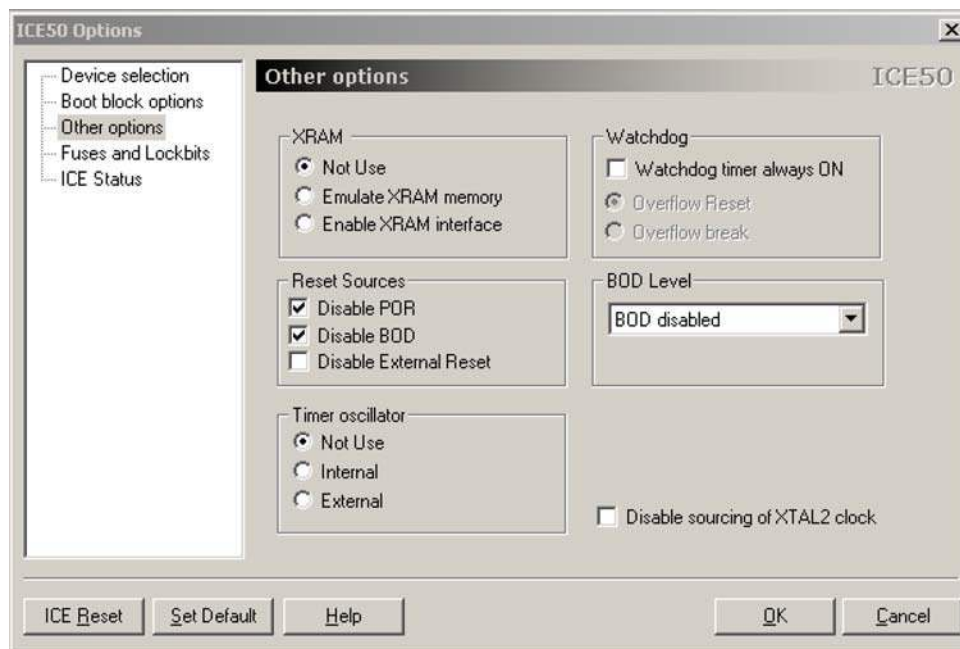 ICE50 Options
Device selection
Boot block options
Other options
Fuses and Lockbits
ICE Status
Other options
ICE50
XRAM
Not Use
Emulate XRAM memory
Enable XRAM interface
Watchdog
Watchdog timer always ON
Overflow Reset
Overflow break
Reset Sources
Disable POR
Disable BOD
Disable External Reset
BOD Level
BOD disabled
Timer oscillator
Not Use
Internal
External
Disable sourcing of XTAL2 clock
ICE Reset
Set Default
Help
OK
Cancel